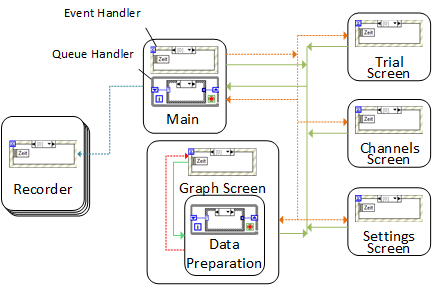 Event Handler
Queue Handler
Zeit
Main
Zeit
Trial
Screen
Zeit
Channels
Screen
Zeit
Recorder
Zeit
Graph Screen
Data
Preparation
Zeit
Settings
Screen